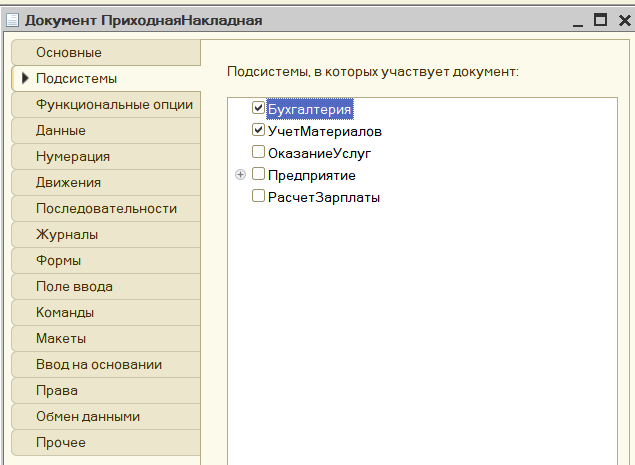 Документ ПриходнаяНакладная
Основные
Подсистемы
Функциональные опции
Данные
Нумерация
Движения
Последовательности
Журналы
Формы
Поле ввода
Команды
Макеты
Ввод на основании
Права
Обмен данными
Прочее
Подсистемы, в которых участвует документ:
Бухгалтерия
УчетМатериалов
ОказаниеУслуг
Предприятие
РасчетЗарплаты